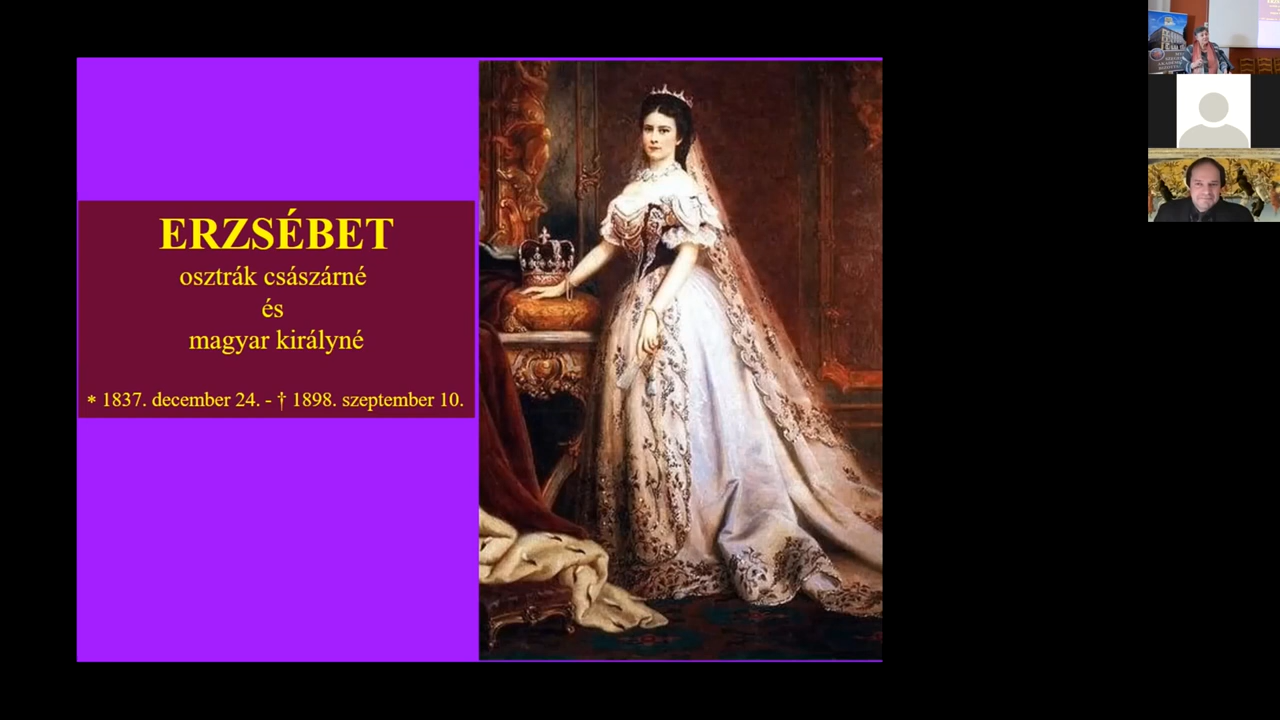 ERZSÉBET
osztrák császárné
és
magyar királyné
* 1837. december 24. - † 1898. szeptember 10.